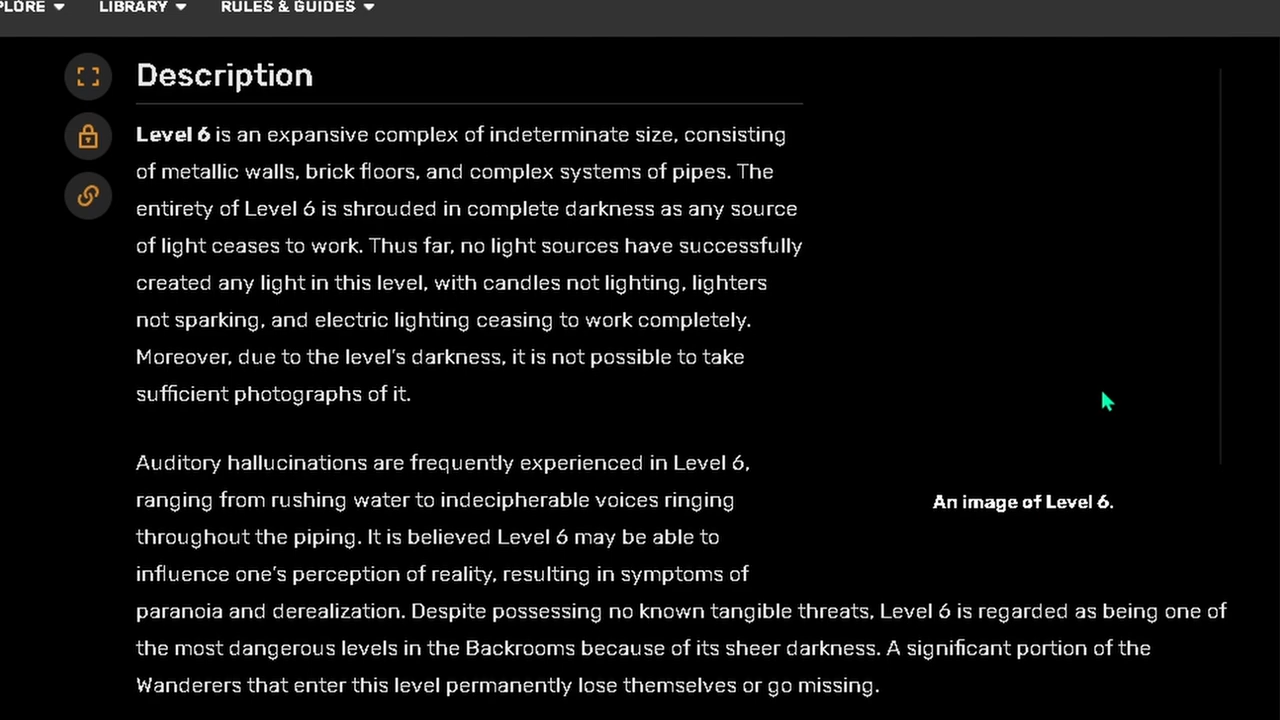 PLORE LIBRARY RULES & GUIDES
Description
Level 6 is an expansive complex of indeterminate size, consisting
of metallic walls, brick floors, and complex systems of pipes. The
entirety of Level 6 is shrouded in complete darkness as any source
of light ceases to work. Thus far, no light sources have successfully
created any light in this level, with candles not lighting, lighters
not sparking, and electric lighting ceasing to work completely.
Moreover, due to the level's darkness, it is not possible to take
sufficient photographs of it.
Auditory hallucinations are frequently experienced in Level 6,
ranging from rushing water to indecipherable voices ringing
throughout the piping. It is believed Level 6 may be able to
influence one's perception of reality, resulting in symptoms of
paranoia and derealization. Despite possessing no known tangible threats, Level 6 is regarded as being one of
the most dangerous levels in the Backrooms because of its sheer darkness. A significant portion of the
Wanderers that enter this level permanently lose themselves or go missing.
An image of Level 6.